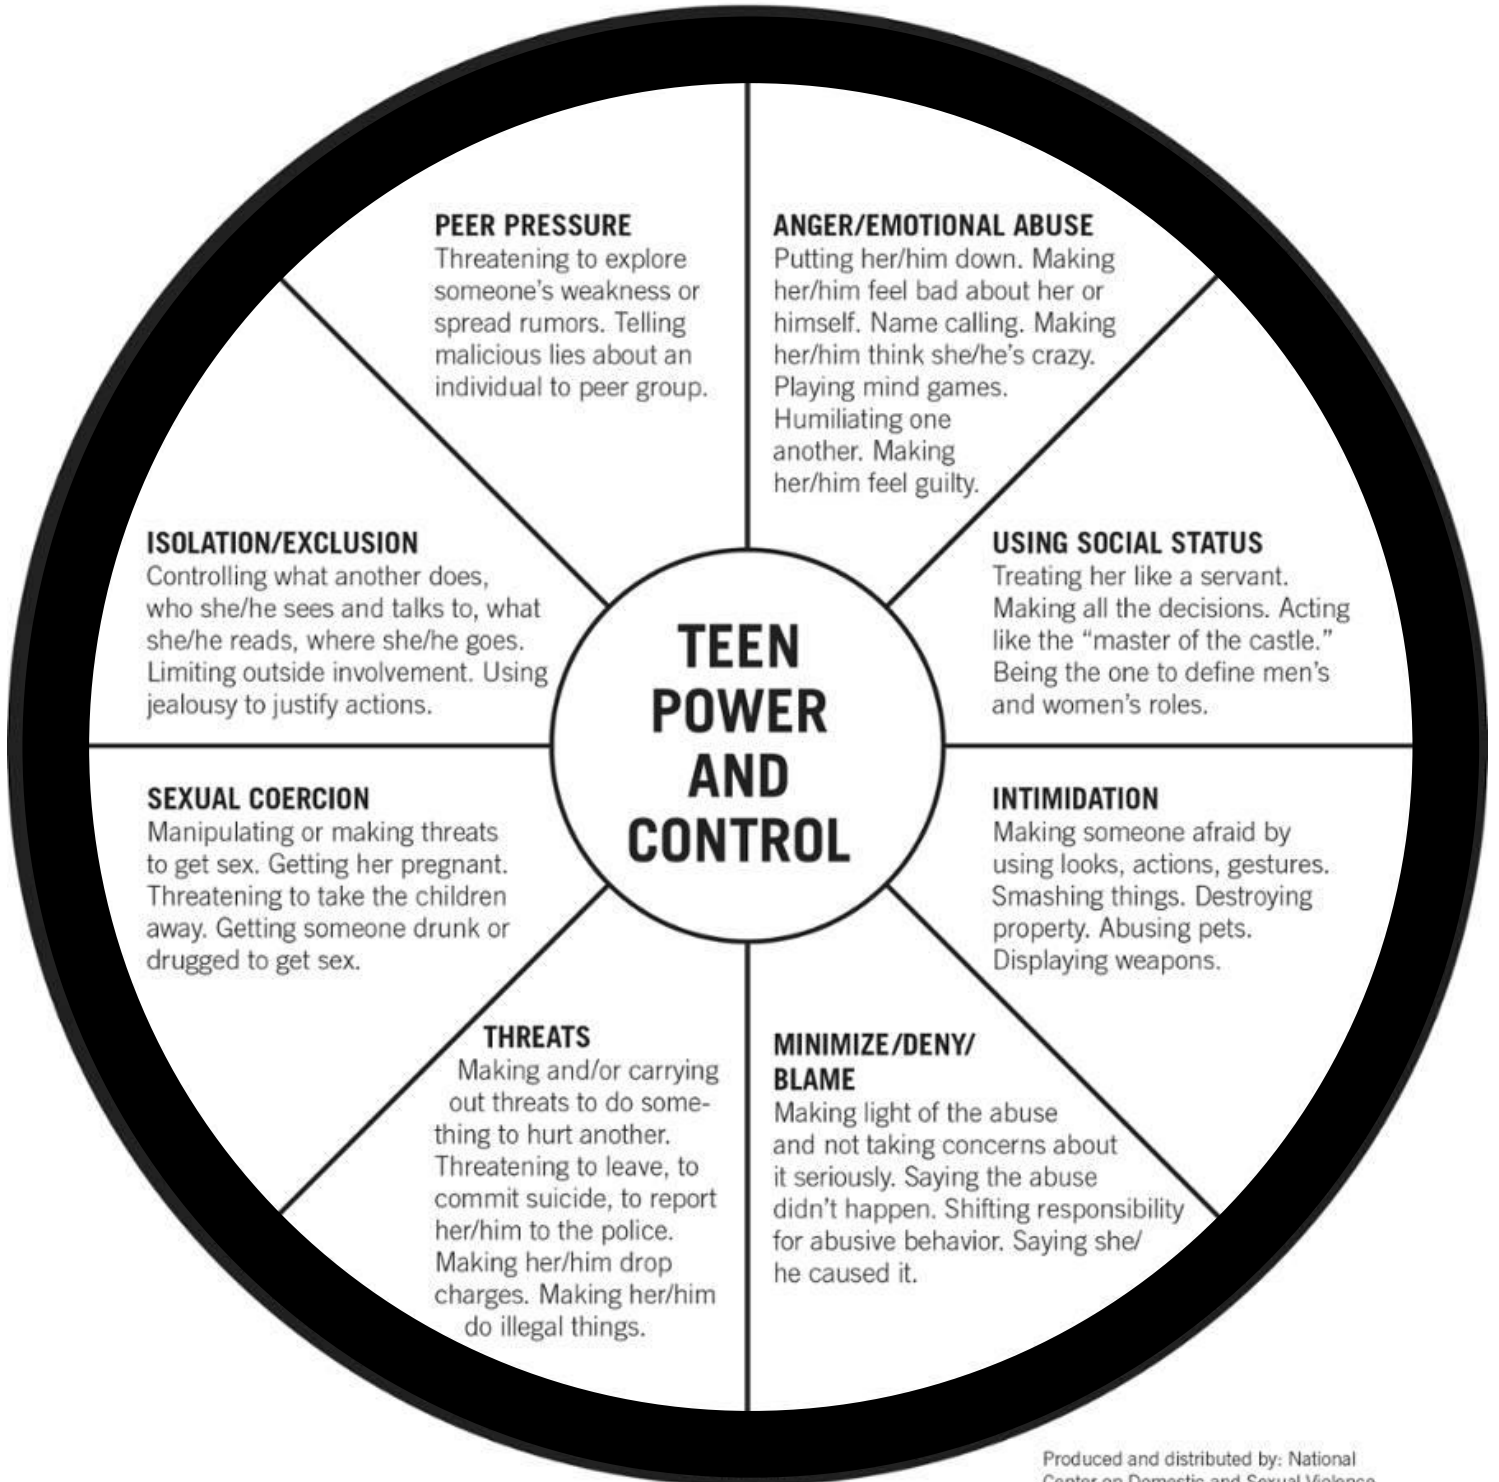 PEER PRESSURE
Threatening to explore
someone's weakness or
spread rumors. Telling
malicious lies about an
individual to peer group.
ANGER/EMOTIONAL ABUSE
Putting her/him down. Making
her/him feel bad about her or
himself. Name calling. Making
her/him think she/he's crazy.
Playing mind games.
Humiliating one
another. Making
her/him feel guilty.
ISOLATION/EXCLUSION
Controlling what another does,
who she/he sees and talks to, what
she/he reads, where she/he goes.
Limiting outside involvement. Using
jealousy to justify actions.
USING SOCIAL STATUS
Treating her like a servant.
Making all the decisions. Acting
like the “master of the castle.”
Being the one to define men's
and women's roles.
TEEN
POWER
AND
CONTROL
SEXUAL COERCION
Manipulating or making threats
to get sex. Getting her pregnant.
Threatening to take the children
away. Getting someone drunk or
drugged to get sex.
INTIMIDATION
Making someone afraid by
using looks, actions, gestures.
Smashing things. Destroying
property. Abusing pets.
Displaying weapons.
THREATS
Making and/or carrying
out threats to do some-
thing to hurt another.
Threatening to leave, to
commit suicide, to report
her/him to the police.
Making her/him drop
charges. Making her/him
do illegal things.
MINIMIZE/DENY/
BLAME
Making light of the abuse
and not taking concerns about
it seriously. Saying the abuse
didn't happen. Shifting responsibility
for abusive behavior. Saying she/
he caused it.
Produced and distributed by: National
Center on Domestic and Sexual Violence